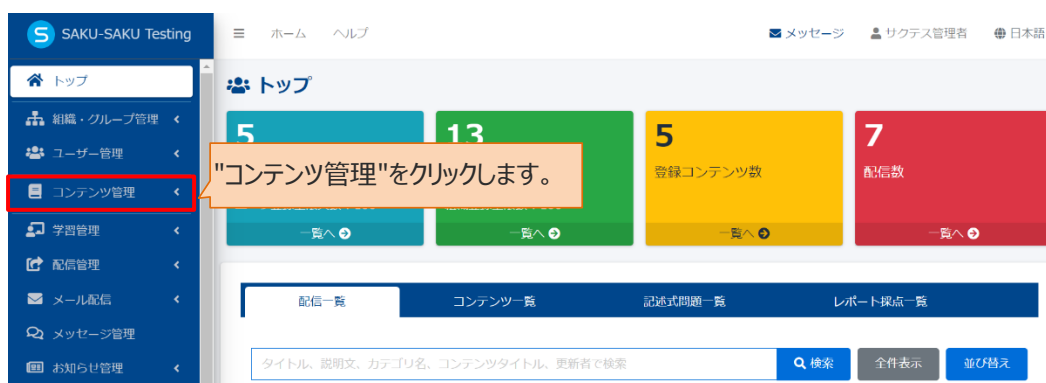 SAKU-SAKU Testing
ホーム ヘルプ
メッセージ サクテス管理者 日本語
トップ
組織・グループ管理
ユーザー管理
コンテンツ管理
学習管理
配信管理
メール配信
メッセージ管理
お知らせ管理
トップ
5
13
5
登録コンテンツ数
7
配信数
"コンテンツ管理"をクリックします。
一覧へ
一覧へ
一覧へ
一覧へ
配信一覧 コンテンツ一覧 記述式問題一覧 レポート採点一覧
タイトル、説明文、カテゴリ名、コンテンツタイトル、更新者で検索
検索 全件表示 並び替え